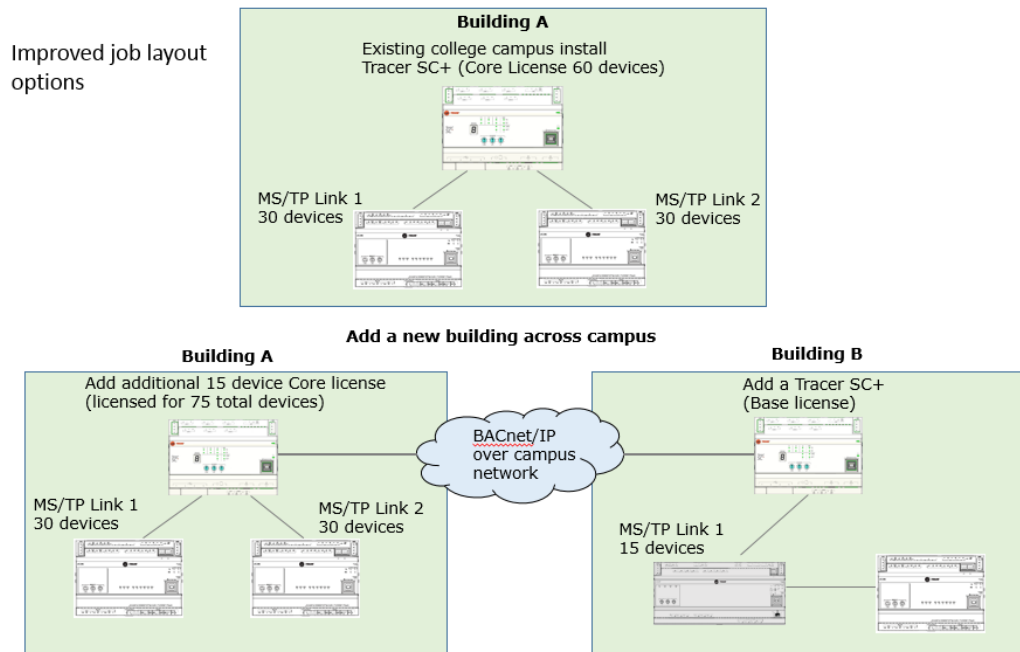 Improved job layout
options
Building A
Existing college campus install
Tracer SC+ (Core License 60 devices)
MS/TP Link 1
30 devices
MS/TP Link 2
30 devices
Add a new building across campus
Building A
Add additional 15 device Core license
(licensed for 75 total devices)
MS/TP Link 1
30 devices
MS/TP Link 2
30 devices
BACnet/IP
over campus
network
Building B
Add a Tracer SC+
(Base license)
MS/TP Link 1
15 devices